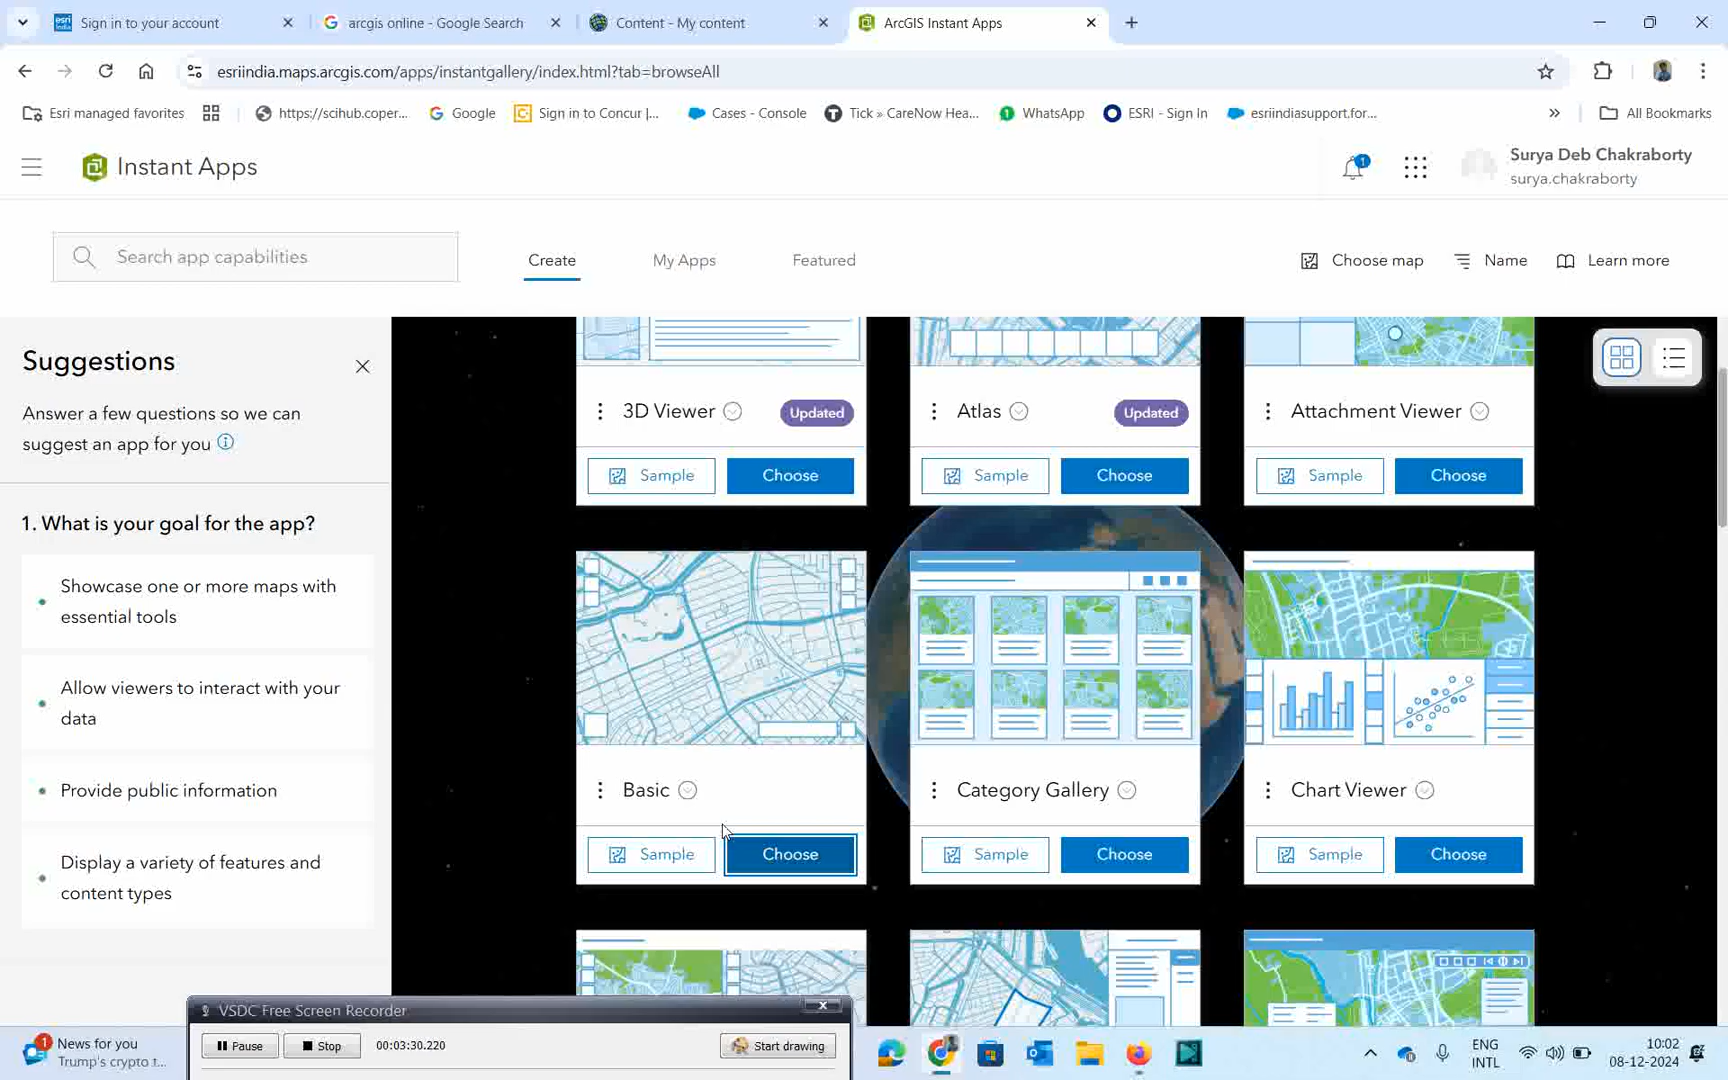 Sign in to your account
arcgis online - Google Search
Content - My content
ArcGIS Instant Apps
esriindia.maps.arcgis.com/apps/instantgallery/index.html?tab=browseAll
Esri managed favorites
https://scihub.coper...
Google
Sign in to Concur |...
Cases - Console
Tick » CareNow Hea...
WhatsApp
ESRI - Sign In
esriindiasupport.for...
»
All Bookmarks
Instant Apps
1
Surya Deb Chakraborty
surya.chakraborty
Search app capabilities
Create
My Apps
Featured
Choose map
Name
Learn more
Suggestions
Answer a few questions so we can
suggest an app for you
1. What is your goal for the app?
Showcase one or more maps with
essential tools
Allow viewers to interact with your
data
Provide public information
Display a variety of features and
content types
3D Viewer
Updated
Sample
Choose
Atlas
Updated
Sample
Choose
Attachment Viewer
Sample
Choose
Basic
Sample
Choose
Category Gallery
Sample
Choose
Chart Viewer
Sample
Choose
VSDC Free Screen Recorder
Pause
Stop
00:03:30.220
Start drawing
1
News for you
Trump's crypto t...
ENG
INTL
10:02
08-12-2024